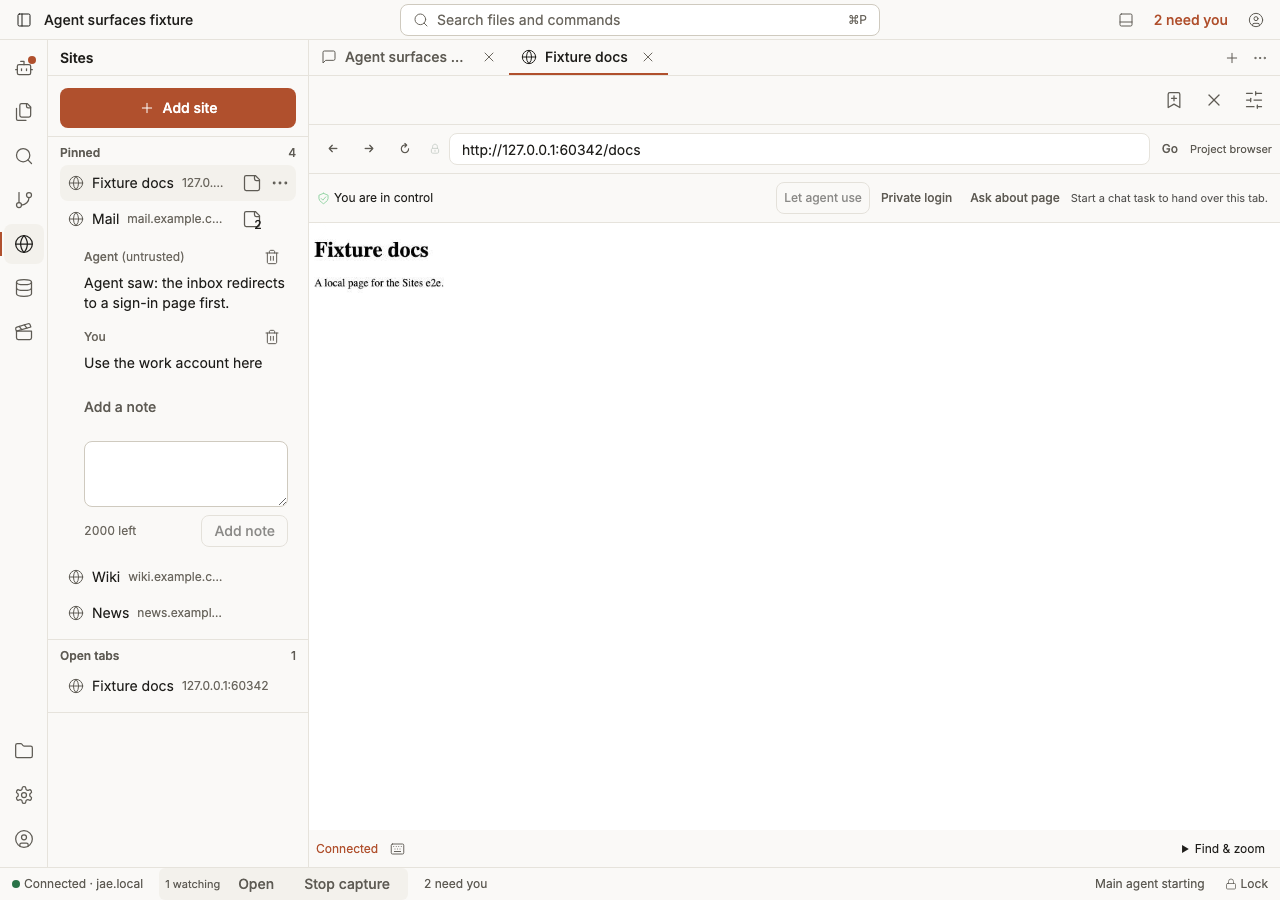 Agent surfaces fixture
Search files and commands ⌘P
2 need you
Sites
Agent surfaces ...
Fixture docs
Add site
Pinned 4
Fixture docs 127.0....
Mail mail.example.c... 2
Agent (untrusted)
Agent saw: the inbox redirects
to a sign-in page first.
You
Use the work account here
Add a note
2000 left
Add note
Wiki wiki.example.c...
News news.exampl...
Open tabs 1
Fixture docs 127.0.0.1:60342
http://127.0.0.1:60342/docs
Go
Project browser
You are in control
Let agent use
Private login
Ask about page
Start a chat task to hand over this tab.
Fixture docs
A local page for the Sites e2e.
Connected
Find & zoom
Connected · jae.local
1 watching
Open
Stop capture
2 need you
Main agent starting
Lock